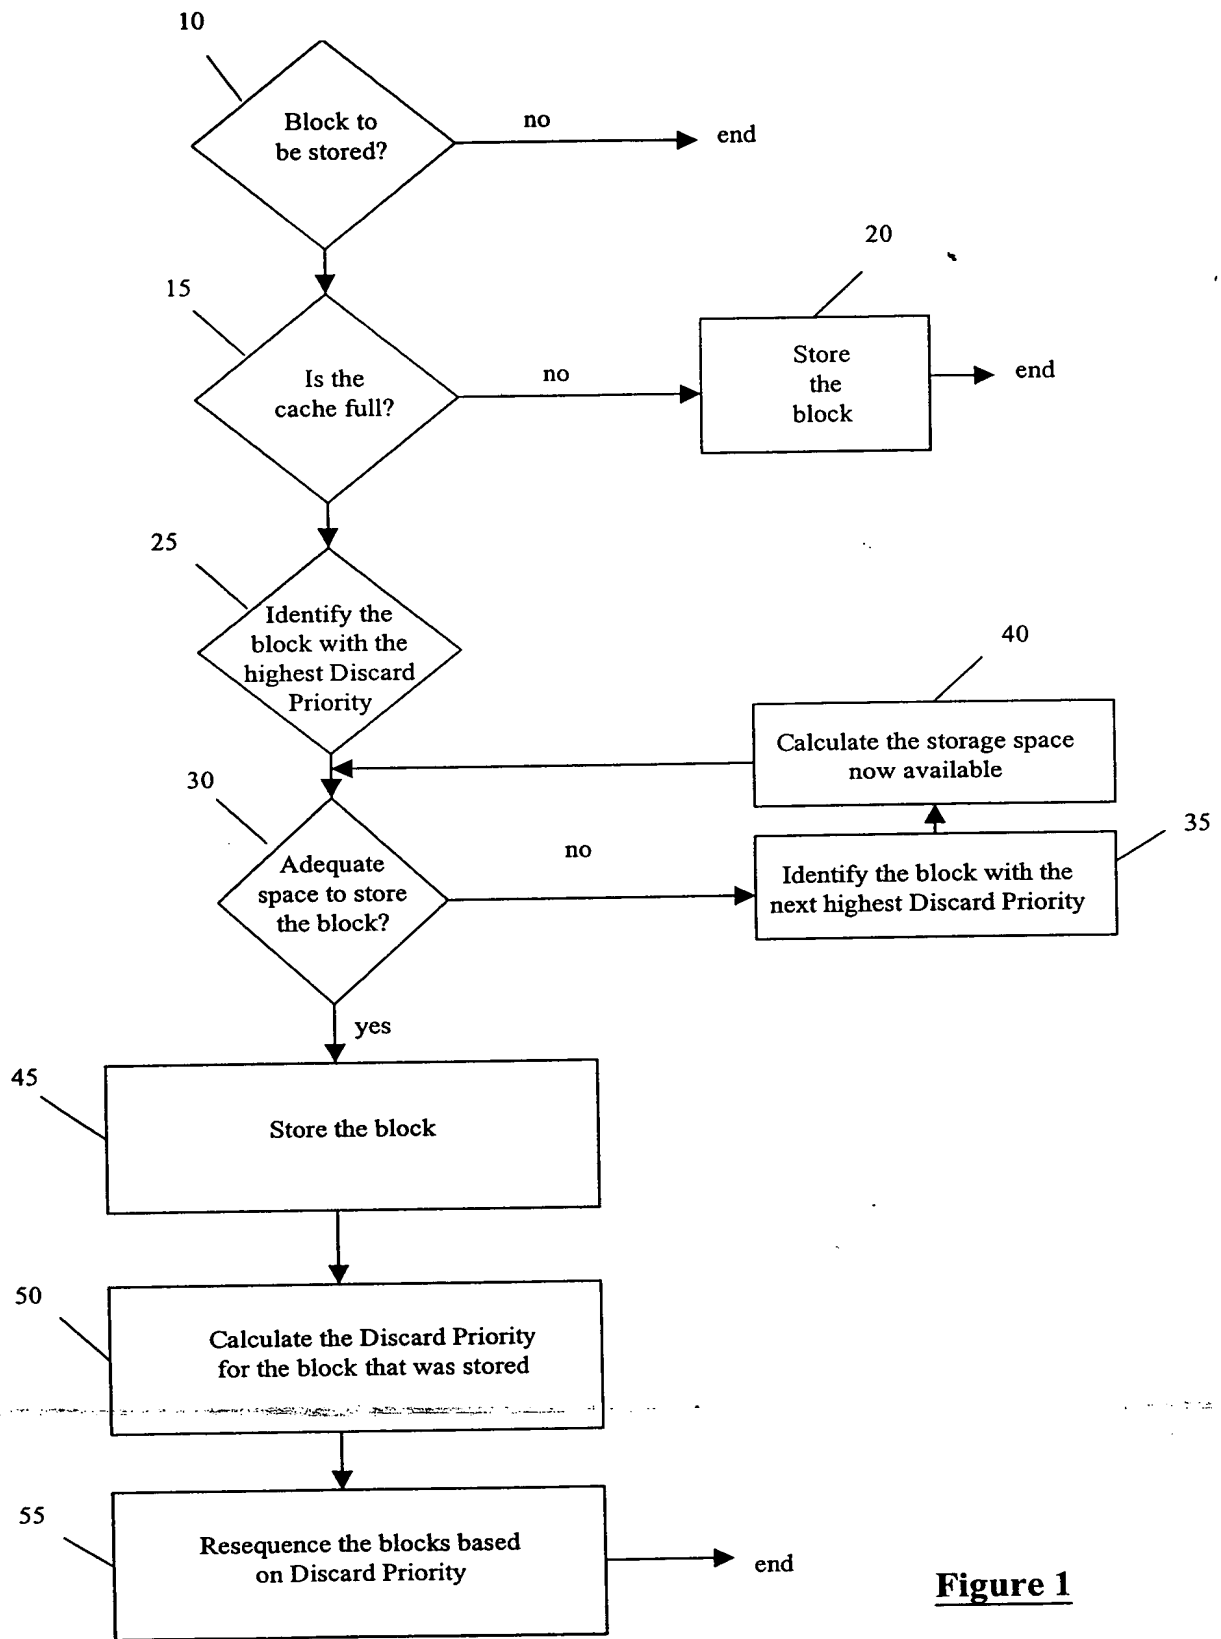 10
Block to
be stored?
no
end
15
Is the
cache full?
no
20
Store
the
block
end
25
Identify the
block with the
highest Discard
Priority
40
Calculate the storage space
now available
30
Adequate
space to store
the block?
no
35
Identify the block with the
next highest Discard Priority
yes
45
Store the block
50
Calculate the Discard Priority
for the block that was stored
55
Resequence the blocks based
on Discard Priority
end
Figure 1